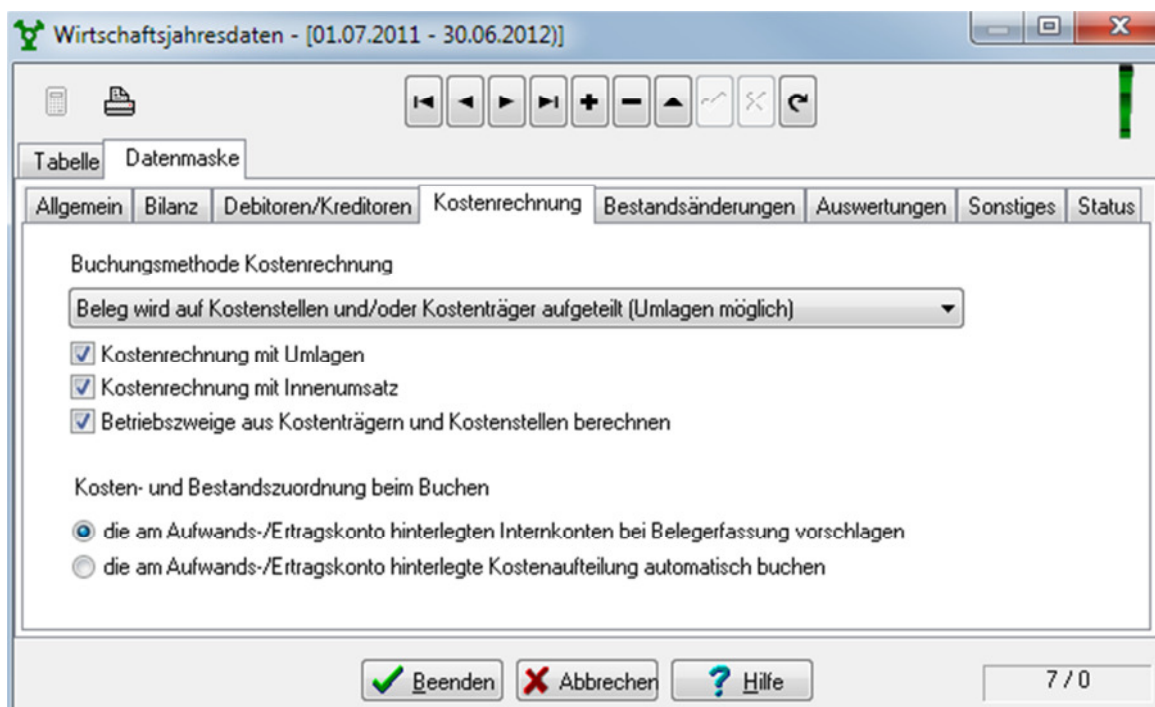 Wirtschaftsjahresdaten - [01.07.2011 - 30.06.2012)]
Tabelle Datenmaske
Allgemein Bilanz Debitoren/Kreditoren Kostenrechnung Bestandsänderungen Auswertungen Sonstiges Status
Buchungsmethode Kostenrechnung
Beleg wird auf Kostenstellen und/oder Kostenträger aufgeteilt (Umlagen möglich)
Kostenrechnung mit Umlagen
Kostenrechnung mit Innenumsatz
Betriebszweige aus Kostenträgern und Kostenstellen berechnen
Kosten- und Bestandszuordnung beim Buchen
die am Aufwands-/Ertragskonto hinterlegten Internkonten bei Belegerfassung vorschlagen
die am Aufwands-/Ertragskonto hinterlegte Kostenaufteilung automatisch buchen
Beenden Abbrechen Hilfe 7 / 0